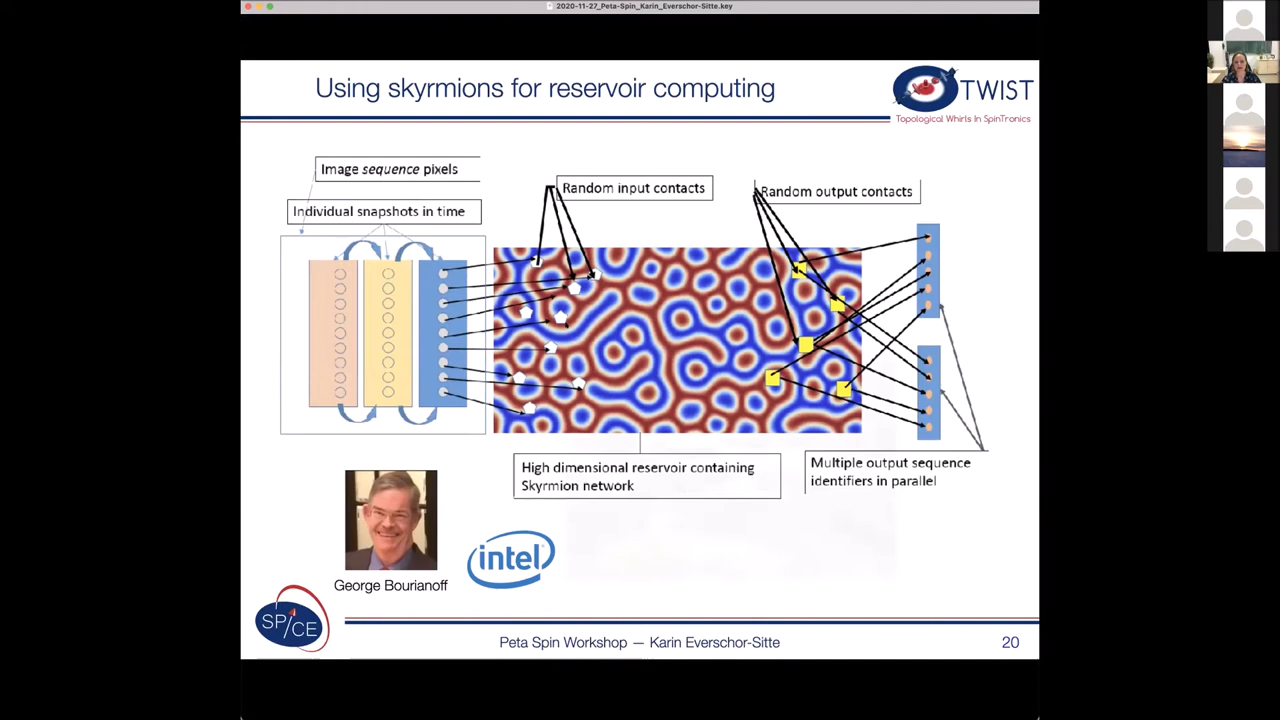 2020-11-27_Peta-Spin_Karin_Everschor-Sitte.key
Using skyrmions for reservoir computing
TWIST
Topological Whirls In SpinTronics
Image sequence pixels
Individual snapshots in time
Random input contacts
Random output contacts
High dimensional reservoir containing
Skyrmion network
Multiple output sequence
identifiers in parallel
George Bourianoff
intel
SPICE
Peta Spin Workshop — Karin Everschor-Sitte
20